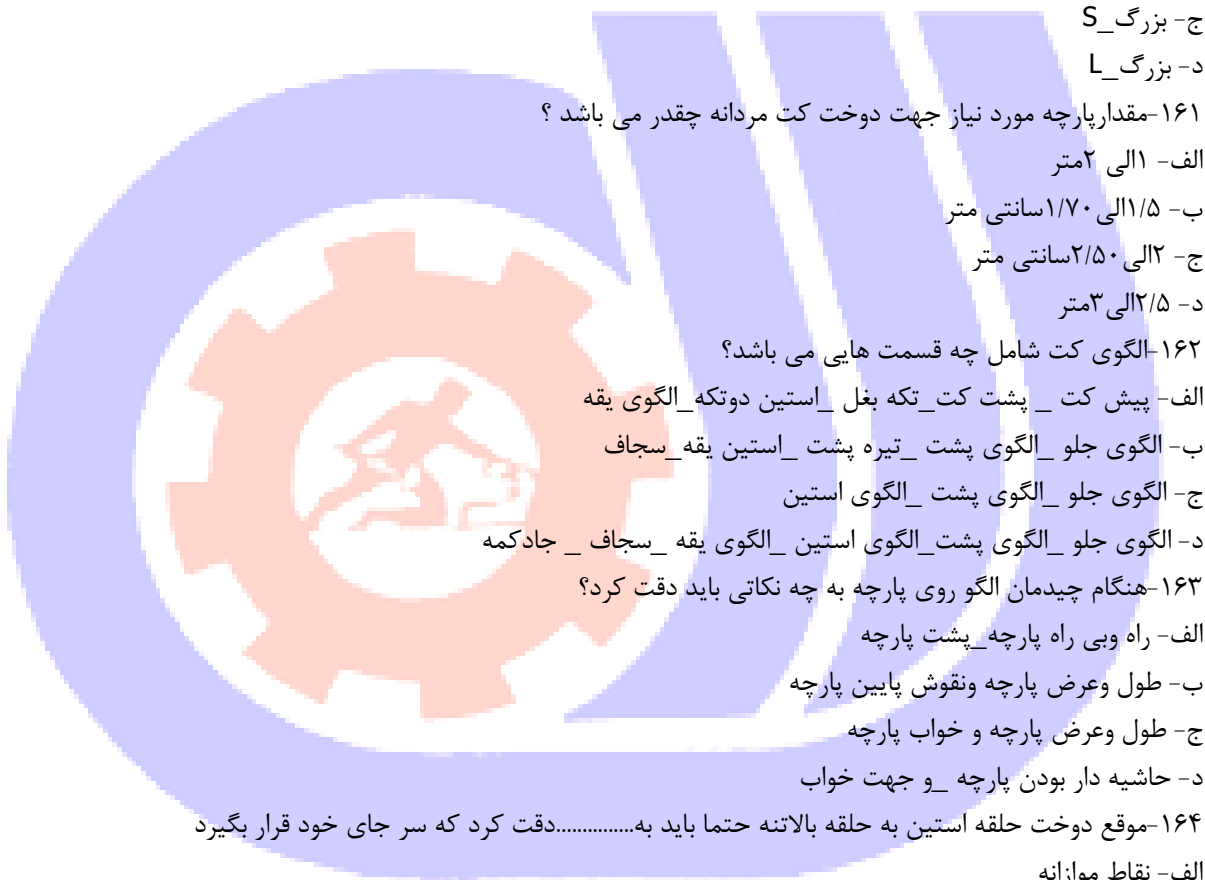 ج- بزرگ_S
د- بزرگ_L
۱۶۱-مقدارپارچه مورد نیاز جهت دوخت کت مردانه چقدر می باشد ؟
الف- ۱الی ۲متر
ب- ۱/۵الی۱/۷۰سانتی متر
ج- ۲الی۲/۵۰سانتی متر
د- ۲/۵الی۳متر
۱۶۲-الگوی کت شامل چه قسمت هایی می باشد؟
الف- پیش کت _ پشت کت_تکه بغل _استین دوتکه_الگوی یقه
ب- الگوی جلو _الگوی پشت _تیره پشت _استین یقه_سجاف
ج- الگوی جلو _الگوی پشت _الگوی استین
د- الگوی جلو _الگوی پشت_الگوی استین _الگوی یقه _سجاف _ جادکمه
۱۶۳-هنگام چیدمان الگو روی پارچه به چه نکاتی باید دقت کرد؟
الف- راه وبی راه پارچه_پشت پارچه
ب- طول وعرض پارچه ونقوش پایین پارچه
ج- طول وعرض پارچه و خواب پارچه
د- حاشیه دار بودن پارچه _و جهت خواب
۱۶۴-موقع دوخت حلقه استین به حلقه بالاتنه حتما باید به...............دقت کرد که سر جای خود قرار بگیرد
الف- نقاط موازانه